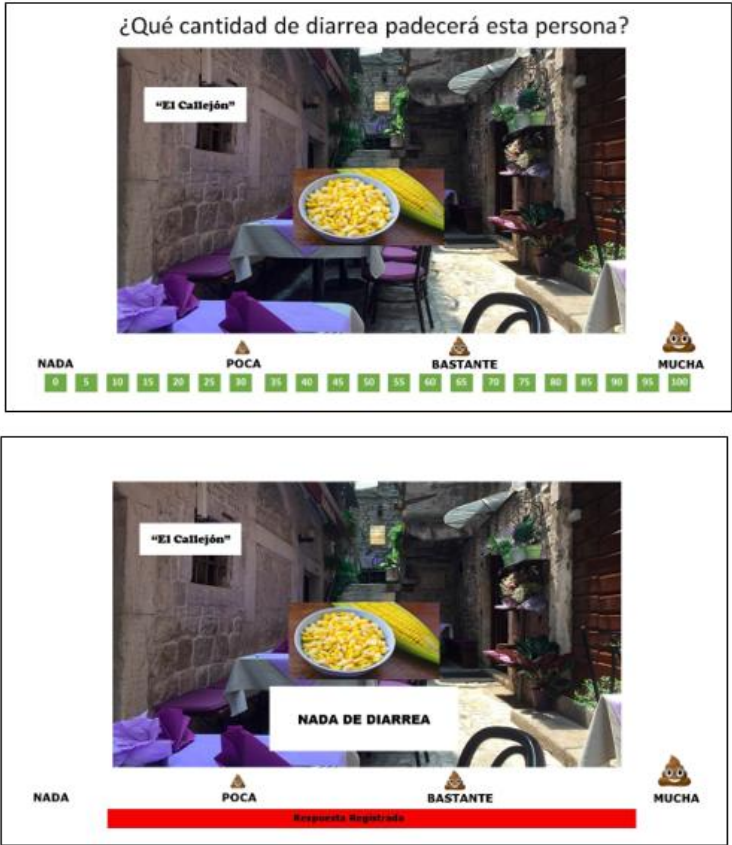 ¿Qué cantidad de diarrea padecerá esta persona?
“El Callejón”
NADA POCA BASTANTE MUCHA
0 5 10 15 20 25 30 35 40 45 50 55 60 65 70 75 80 85 90 95 100
“El Callejón”
NADA DE DIARREA
NADA POCA BASTANTE MUCHA
Respuesta Registrada